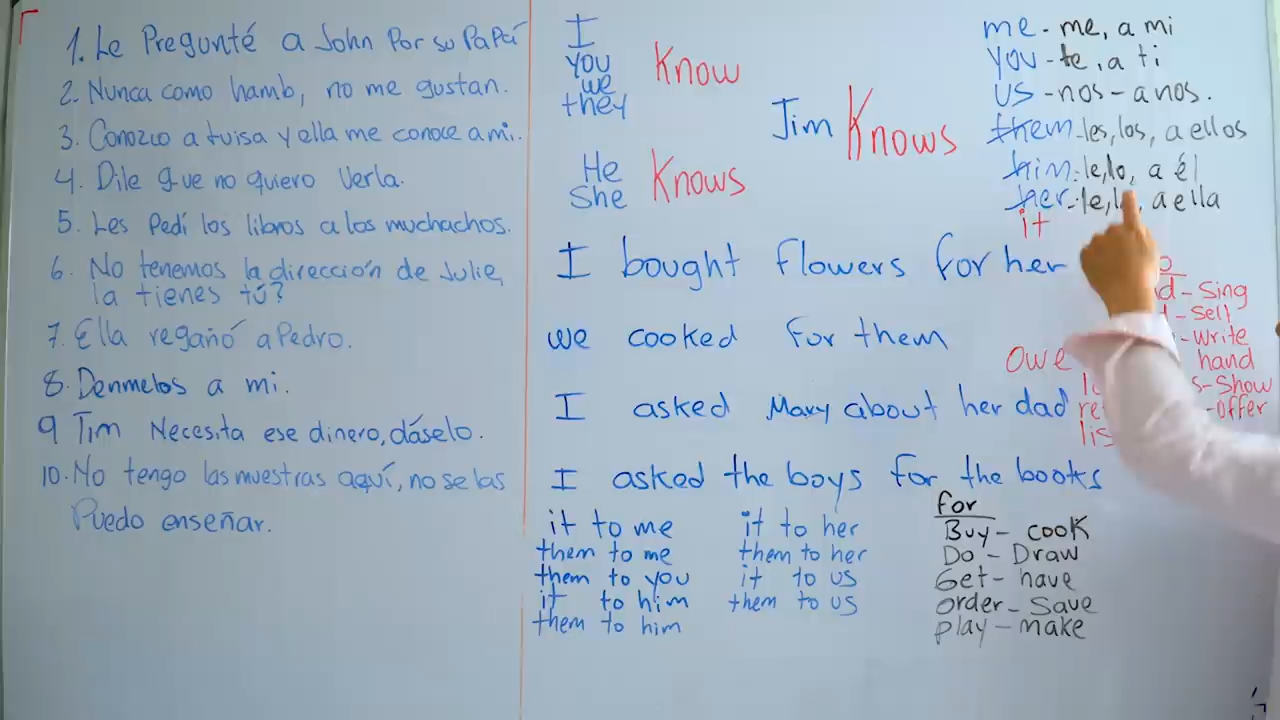 1. Le Pregunté a John Por su Papá
2. Nunca como hamb, no me gustan.
3. Conozco a Luisa y ella me conoce a mi.
4. Dile que no quiero verla.
5. Les Pedí los libros a los muchachos.
6. No tenemos la dirección de Julie,
la tienes tú?
7. Ella regañó a Pedro.
8. Denmelos a mi.
9 Tim Necesita ese dinero, dáselo.
10. No tengo las muestras aquí, no se las
Puedo enseñar.
I
you
we
they
Know
He
She
Knows
Jim Knows
me - me, a mi
you - te, a ti
us - nos - a nos.
them - les, los, a ellos
him: le, lo, a él
her - le, a ella
it
I bought flowers for her
we cooked for them
I asked Mary about her dad
I asked the boys for the books
it to me
them to me
them to you
it to him
them to him
it to her
them to her
it to us
them to us
for
Buy - cook
Do - Draw
Get - have
order - Save
play - make
owe
- Sing
- Sell
- write
hand
- Show
- offer